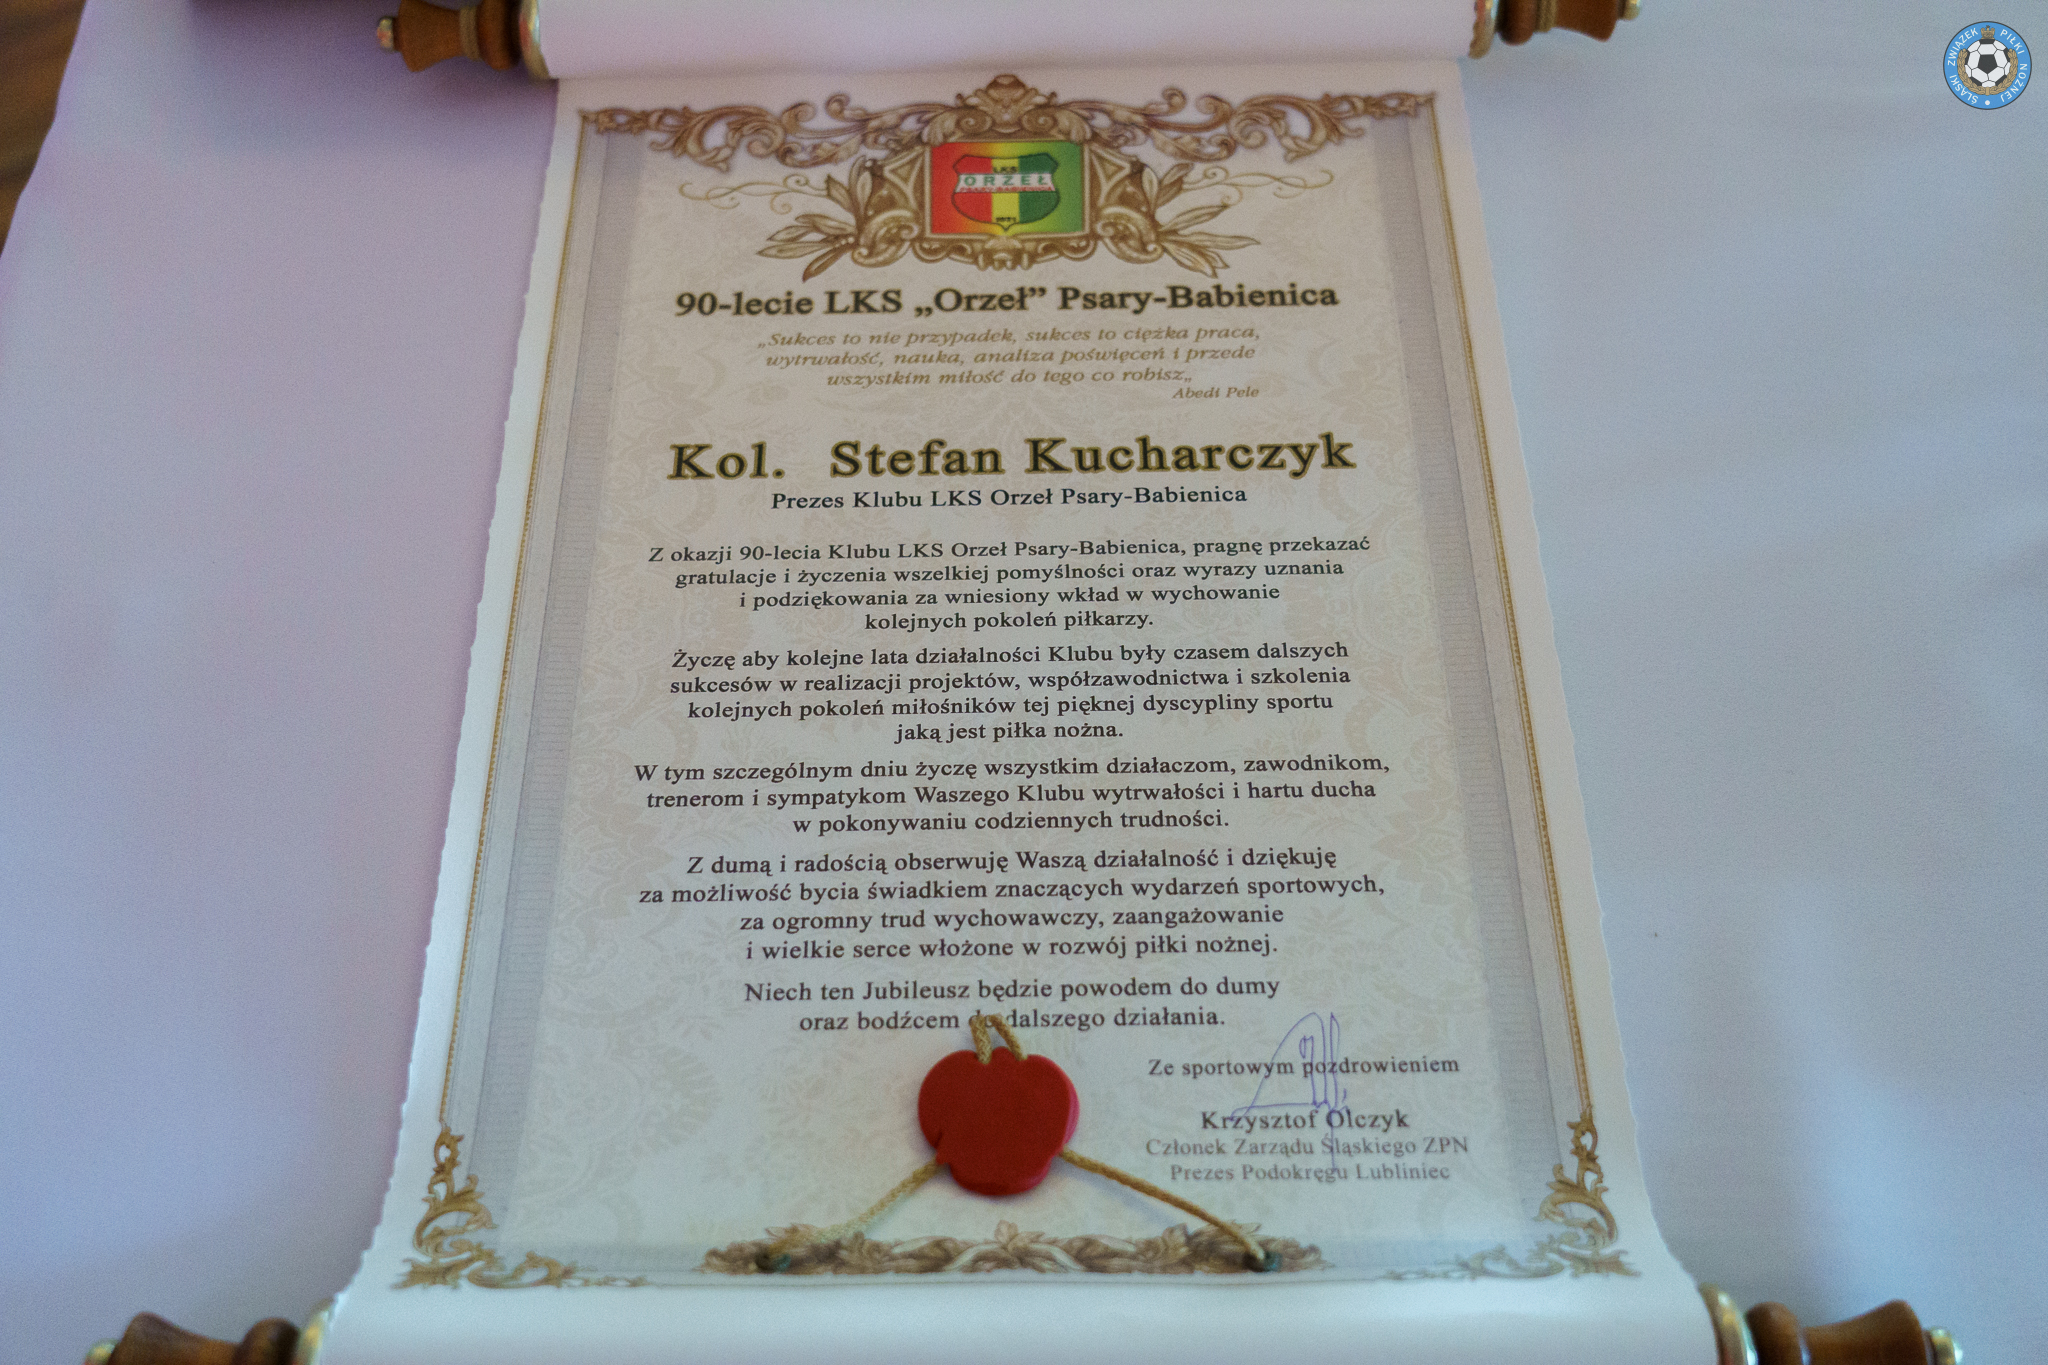 ŚLĄSKI ZWIĄZEK PIŁKI NOŻNEJ
LKS
ORZEŁ
PSARY-BABIENICA
90-lecie LKS „Orzeł” Psary-Babienica
„Sukces to nie przypadek, sukces to ciężka praca,
wytrwałość, nauka, analiza poświęceń i przede
wszystkim miłość do tego co robisz„
Abedi Pele
Kol. Stefan Kucharczyk
Prezes Klubu LKS Orzeł Psary-Babienica
Z okazji 90-lecia Klubu LKS Orzeł Psary-Babienica, pragnę przekazać
gratulacje i życzenia wszelkiej pomyślności oraz wyrazy uznania
i podziękowania za wniesiony wkład w wychowanie
kolejnych pokoleń piłkarzy.
Życzę aby kolejne lata działalności Klubu były czasem dalszych
sukcesów w realizacji projektów, współzawodnictwa i szkolenia
kolejnych pokoleń miłośników tej pięknej dyscypliny sportu
jaką jest piłka nożna.
W tym szczególnym dniu życzę wszystkim działaczom, zawodnikom,
trenerom i sympatykom Waszego Klubu wytrwałości i hartu ducha
w pokonywaniu codziennych trudności.
Z dumą i radością obserwuję Waszą działalność i dziękuję
za możliwość bycia świadkiem znaczących wydarzeń sportowych,
za ogromny trud wychowawczy, zaangażowanie
i wielkie serce włożone w rozwój piłki nożnej.
Niech ten Jubileusz będzie powodem do dumy
oraz bodźcem do dalszego działania.
Ze sportowym pozdrowieniem
Krzysztof Olczyk
Członek Zarządu Śląskiego ZPN
Prezes Podokręgu Lubliniec